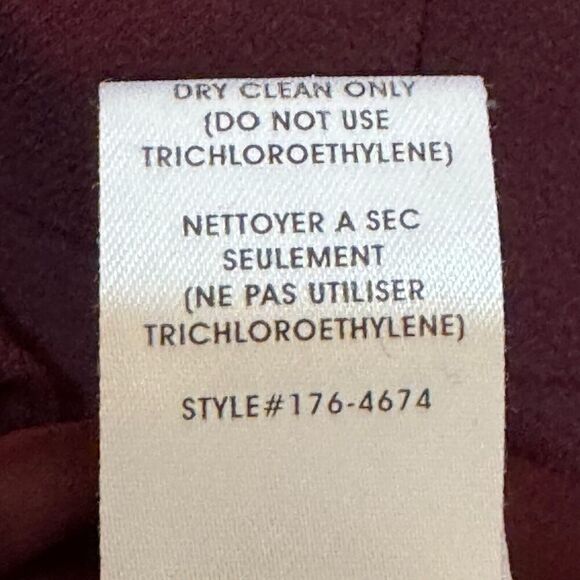 DRY CLEAN ONLY
(DO NOT USE
TRICHLOROETHYLENE)
NETTOYER A SEC
SEULEMENT
(NE PAS UTILISER
TRICHLOROETHYLENE)
STYLE#176-4674